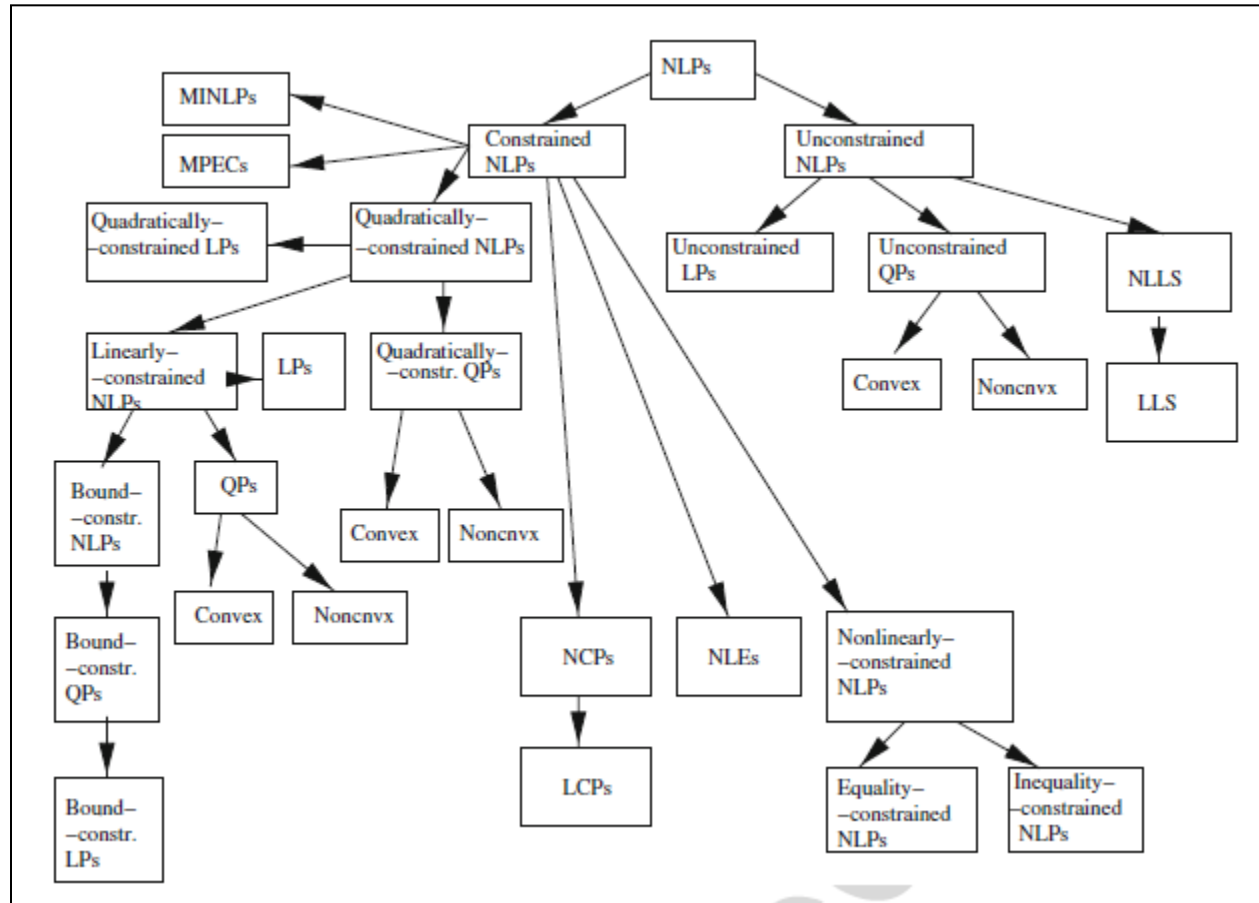 NLPs
MINLPs
Constrained
NLPs
Unconstrained
NLPs
MPECs
Quadratically–
–constrained LPs
Quadratically–
–constrained NLPs
Unconstrained
LPs
Unconstrained
QPs
NLLS
Linearly–
–constrained
NLPs
LPs
Quadratically–
–constr. QPs
Convex
Noncnvx
LLS
Bound–
–constr.
NLPs
QPs
Convex
Noncnvx
Convex
Noncnvx
Bound–
–constr.
QPs
NCPs
NLEs
Nonlinearly–
–constrained
NLPs
Bound–
–constr.
LPs
LCPs
Equality–
–constrained
NLPs
Inequality–
–constrained
NLPs